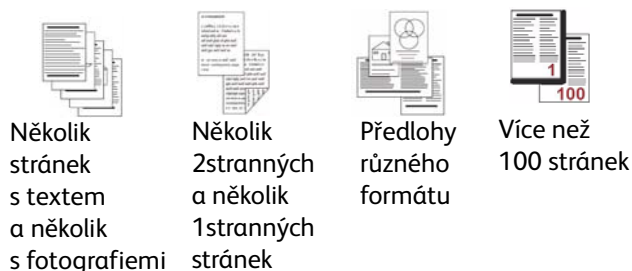 1
100
Několik
stránek
s textem
a několik
s fotografiemi
Několik
2stranných
a několik
1stranných
stránek
Předlohy
různého
formátu
Více než
100 stránek